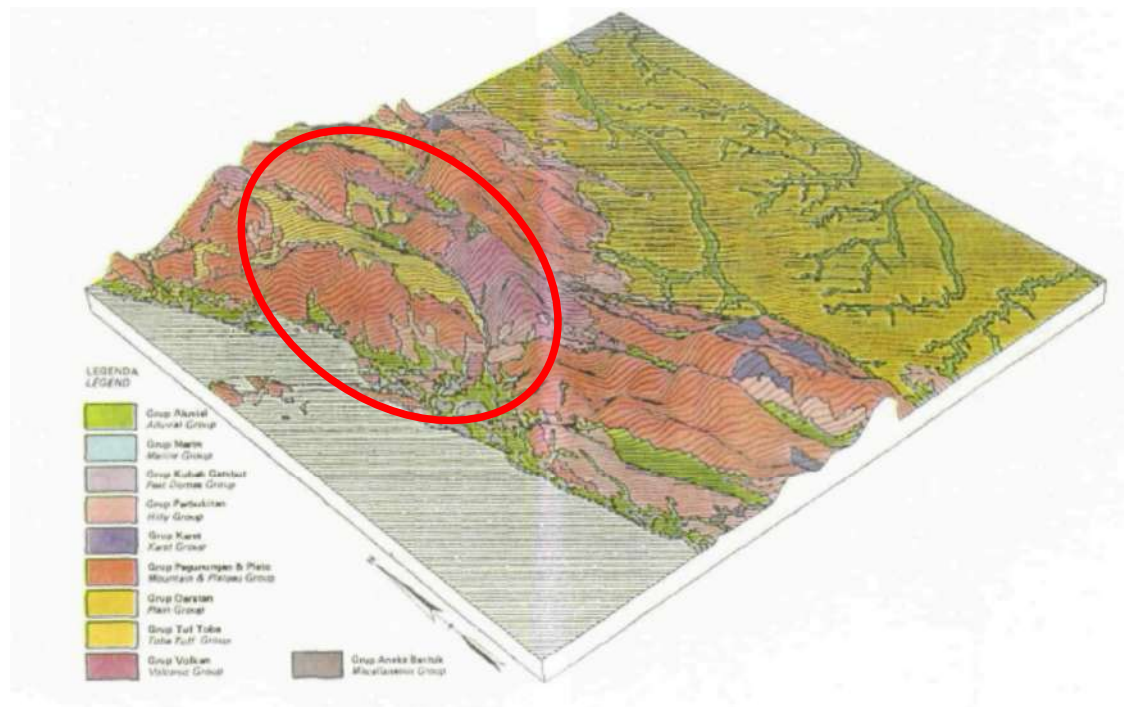 LEGENDA
LEGEND
Grup Aluvial
Alluvial Group
Grup Marin
Marine Group
Grup Kubah Gambut
Peat Domes Group
Grup Perbukitan
Hilly Group
Grup Karst
Karst Group
Grup Pegunungan & Plato
Mountain & Plateau Group
Grup Dataran
Plain Group
Grup Tuf Toba
Toba Tuff Group
Grup Volkan
Volcanic Group
Grup Aneka Bentuk
Miscellaneous Group